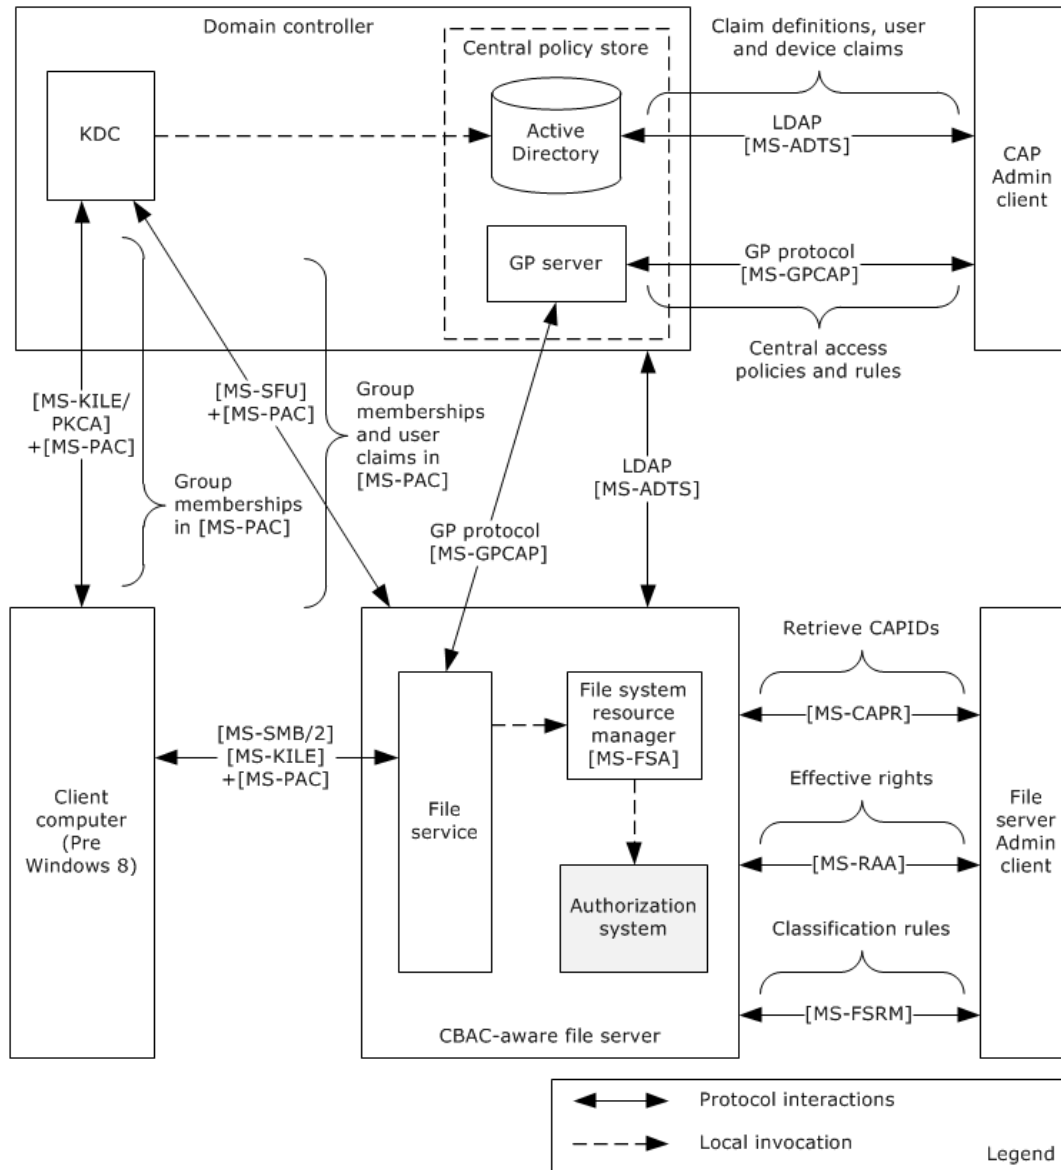 Domain controller
Central policy store
KDC
Active
Directory
GP server
Claim definitions, user
and device claims
LDAP
[MS-ADTS]
CAP
Admin
client
GP protocol
[MS-GPCAP]
Central access
policies and rules
[MS-KILE/
PKCA]
+[MS-PAC]
Group
memberships
in [MS-PAC]
[MS-SFU]
+[MS-PAC]
Group
memberships
and user
claims in
[MS-PAC]
GP protocol
[MS-GPCAP]
LDAP
[MS-ADTS]
Client
computer
(Pre
Windows 8)
[MS-SMB/2]
[MS-KILE]
+[MS-PAC]
File
service
File system
resource
manager
[MS-FSA]
Authorization
system
CBAC-aware file server
Retrieve CAPIDs
[MS-CAPR]
Effective rights
[MS-RAA]
Classification rules
[MS-FSRM]
File
server
Admin
client
Protocol interactions
Local invocation
Legend